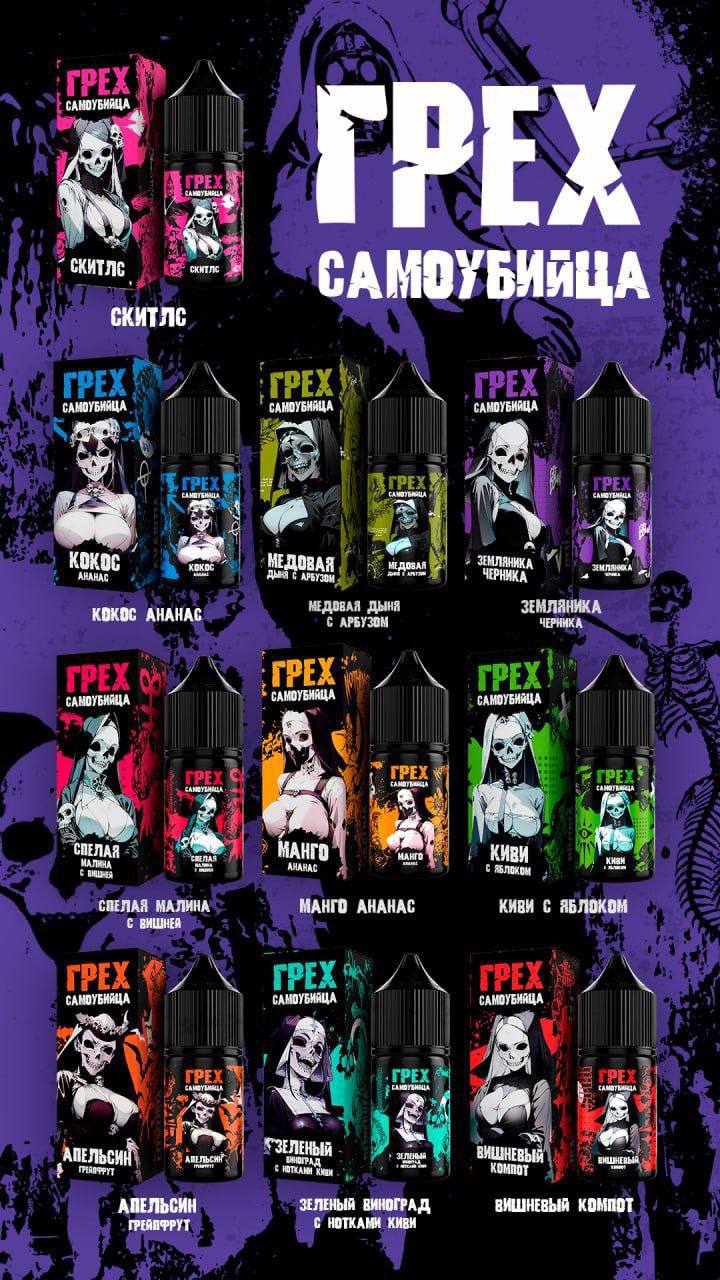 ГРЕХ
САМОУБИЙЦА
ГРЕХ
САМОУБИЙЦА
СКИТЛС
ГРЕХ
САМОУБИЙЦА
СКИТЛС
СКИТЛС
ГРЕХ
САМОУБИЙЦА
КОКОС
АНАНАС
ГРЕХ
САМОУБИЙЦА
КОКОС
АНАНАС
КОКОС АНАНАС
ГРЕХ
САМОУБИЙЦА
МЕДОВАЯ
ДЫНЯ С АРБУЗОМ
ГРЕХ
САМОУБИЙЦА
МЕДОВАЯ
ДЫНЯ С АРБУЗОМ
МЕДОВАЯ ДЫНЯ
С АРБУЗОМ
ГРЕХ
САМОУБИЙЦА
ЗЕМЛЯНИКА
ЧЕРНИКА
ГРЕХ
САМОУБИЙЦА
ЗЕМЛЯНИКА
ЧЕРНИКА
ЗЕМЛЯНИКА
ЧЕРНИКА
ГРЕХ
САМОУБИЙЦА
СПЕЛАЯ
МАЛИНА
С ВИШНЕЙ
ГРЕХ
САМОУБИЙЦА
СПЕЛАЯ
МАЛИНА
С ВИШНЕЙ
СПЕЛАЯ МАЛИНА
С ВИШНЕЙ
ГРЕХ
САМОУБИЙЦА
МАНГО
АНАНАС
ГРЕХ
САМОУБИЙЦА
МАНГО
АНАНАС
МАНГО АНАНАС
ГРЕХ
САМОУБИЙЦА
КИВИ
С ЯБЛОКОМ
ГРЕХ
САМОУБИЙЦА
КИВИ
С ЯБЛОКОМ
КИВИ С ЯБЛОКОМ
ГРЕХ
САМОУБИЙЦА
АПЕЛЬСИН
ГРЕЙПФРУТ
ГРЕХ
САМОУБИЙЦА
АПЕЛЬСИН
ГРЕЙПФРУТ
АПЕЛЬСИН
ГРЕЙПФРУТ
ГРЕХ
САМОУБИЙЦА
ЗЕЛЕНЫЙ
ВИНОГРАД
С НОТКАМИ КИВИ
ГРЕХ
САМОУБИЙЦА
ЗЕЛЕНЫЙ
ВИНОГРАД
С НОТКАМИ КИВИ
ЗЕЛЕНЫЙ ВИНОГРАД
С НОТКАМИ КИВИ
ГРЕХ
САМОУБИЙЦА
ВИШНЕВЫЙ
КОМПОТ
ГРЕХ
САМОУБИЙЦА
ВИШНЕВЫЙ
КОМПОТ
ВИШНЕВЫЙ КОМПОТ